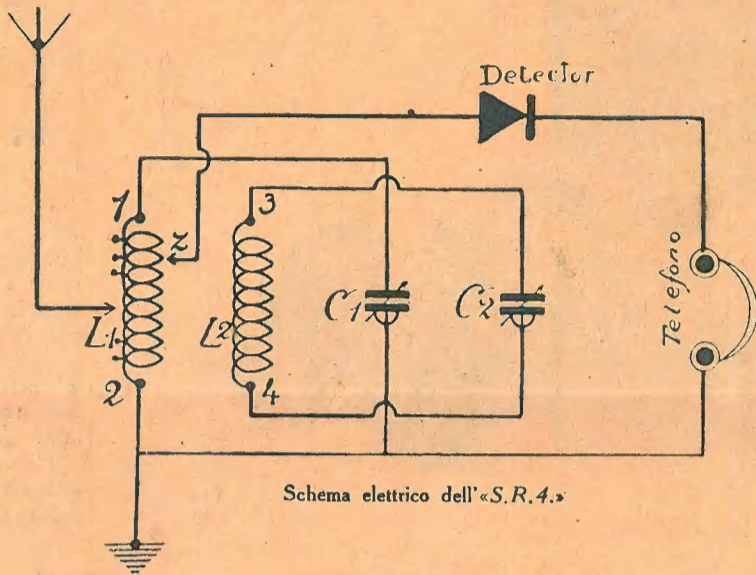 Detector
1
3
Z
Telefono
L1
L2
C1
C2
2
4
Schema elettrico dell'«S.R.4.»